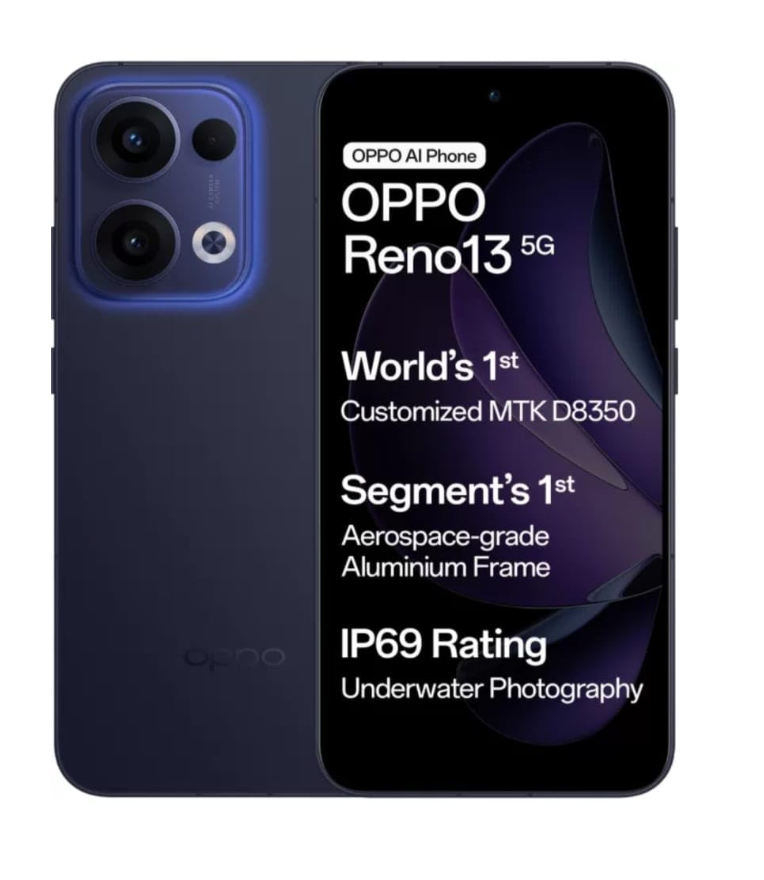 OPPO AI Phone
OPPO
Reno13 5G
World's 1st
Customized MTK D8350
Segment's 1st
Aerospace-grade
Aluminium Frame
IP69 Rating
Underwater Photography
oppo